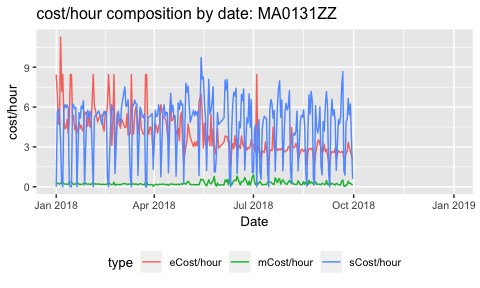 cost/hour composition by date: MA0131ZZ
cost/hour
9
6
3
0
Jan 2018 Apr 2018 Jul 2018 Oct 2018 Jan 2019
Date
type eCost/hour mCost/hour sCost/hour